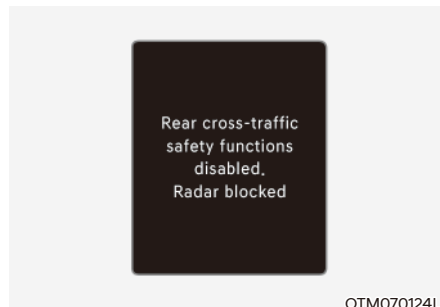 Rear cross-traffic
safety functions
disabled.
Radar blocked
OTM070124L